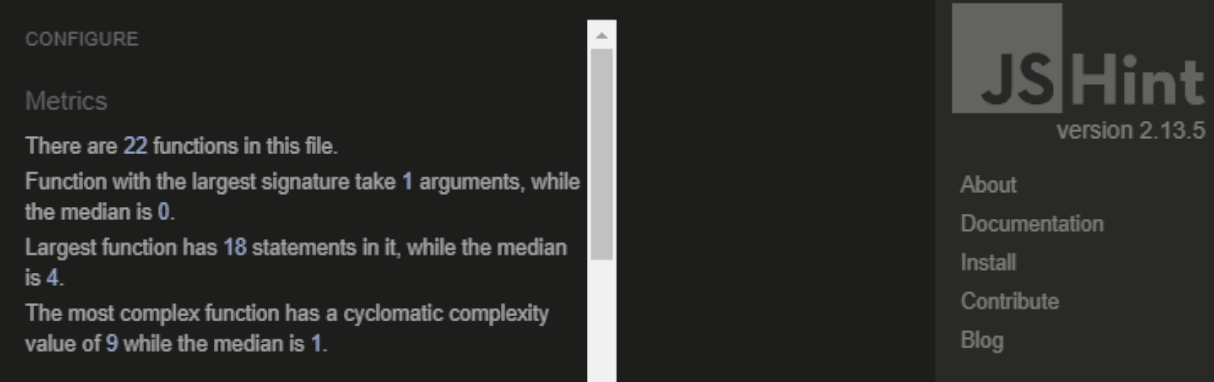 CONFIGURE
Metrics
There are 22 functions in this file.
Function with the largest signature take 1 arguments, while
the median is 0.
Largest function has 18 statements in it, while the median
is 4.
The most complex function has a cyclomatic complexity
value of 9 while the median is 1.
JSHint
version 2.13.5
About
Documentation
Install
Contribute
Blog